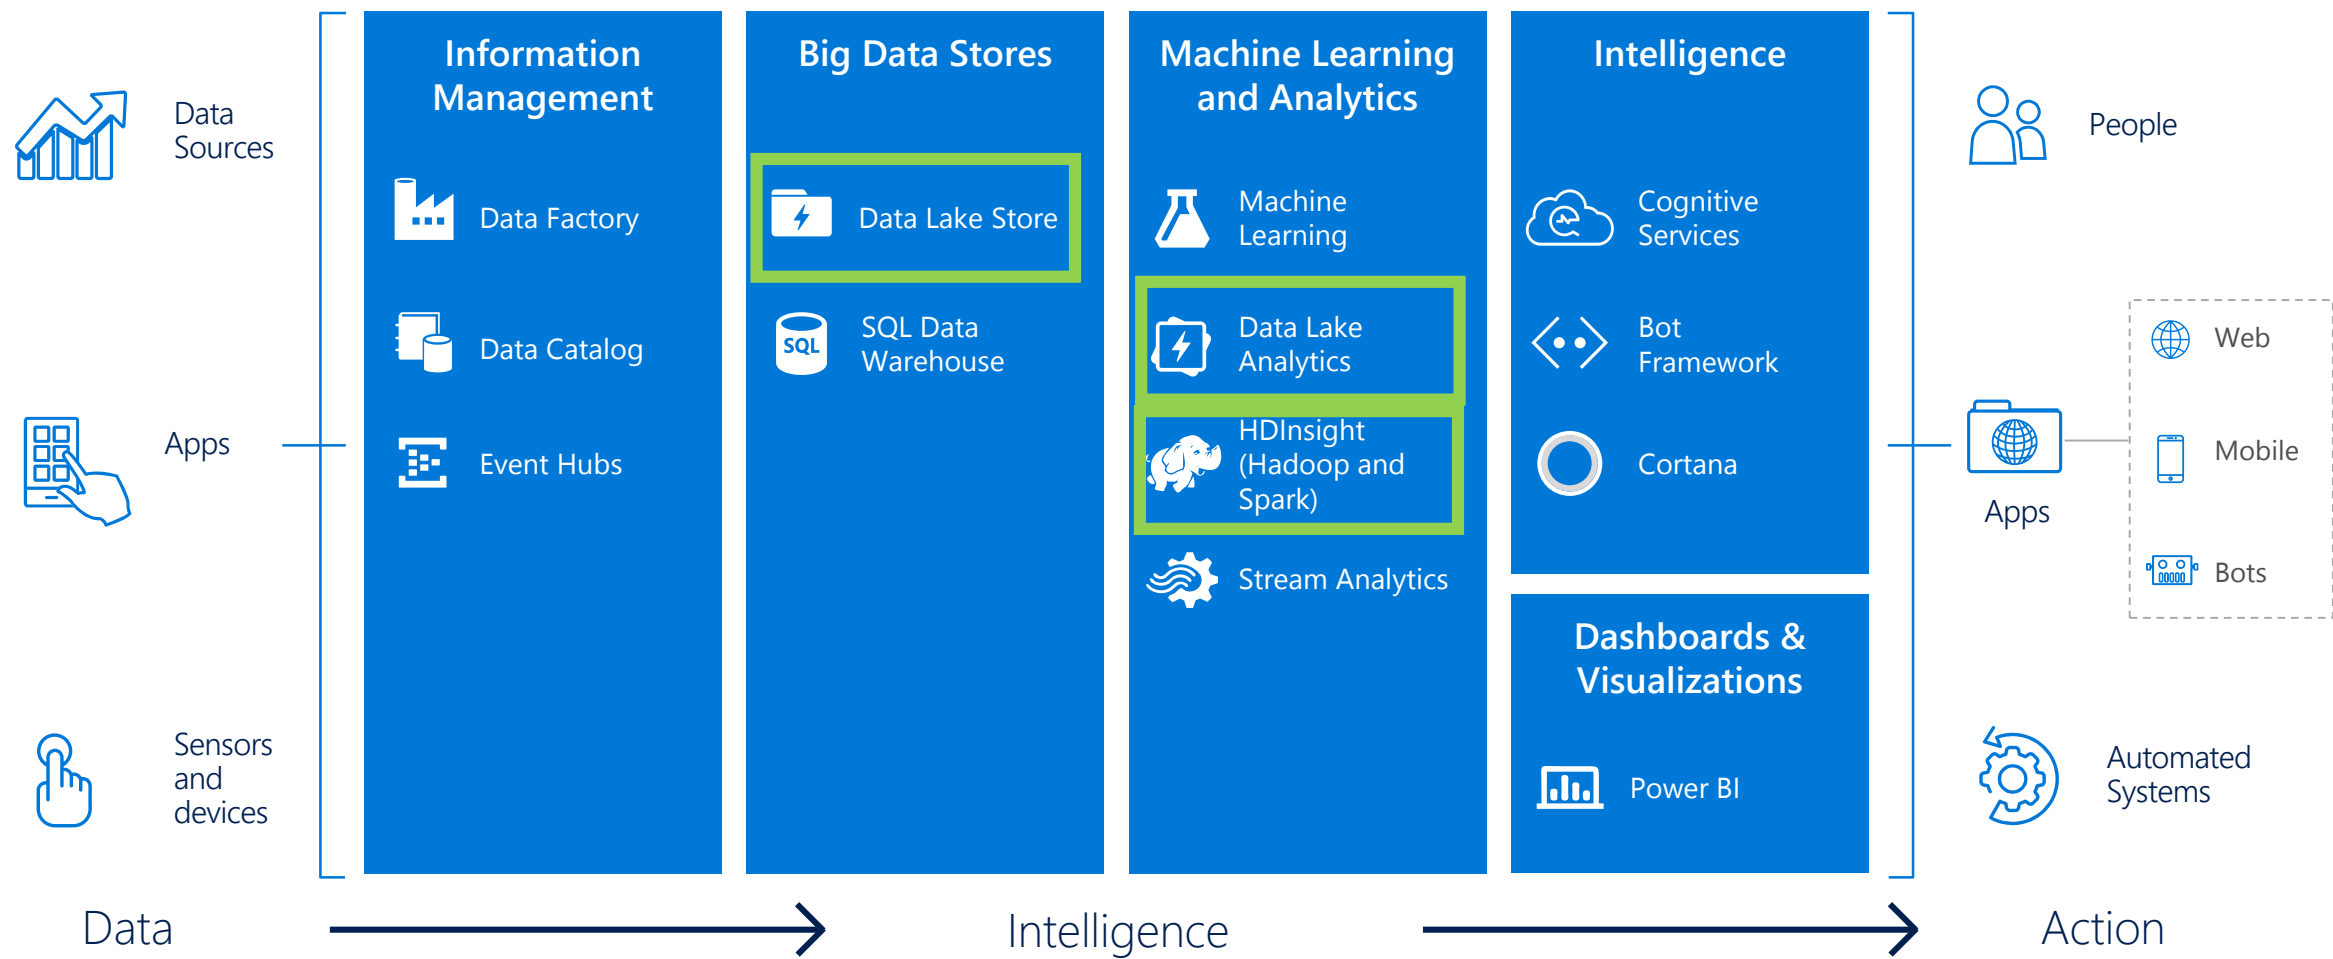 Data
Sources
Apps
Sensors
and
devices
Information
Management
Data Factory
Data Catalog
Event Hubs
Big Data Stores
Data Lake Store
SQL
SQL Data
Warehouse
Machine Learning
and Analytics
Machine
Learning
Data Lake
Analytics
HDInsight
(Hadoop and
Spark)
Stream Analytics
Intelligence
Cognitive
Services
Bot
Framework
Cortana
Dashboards &
Visualizations
Power BI
People
Apps
Web
Mobile
Bots
Automated
Systems
Data
Intelligence
Action